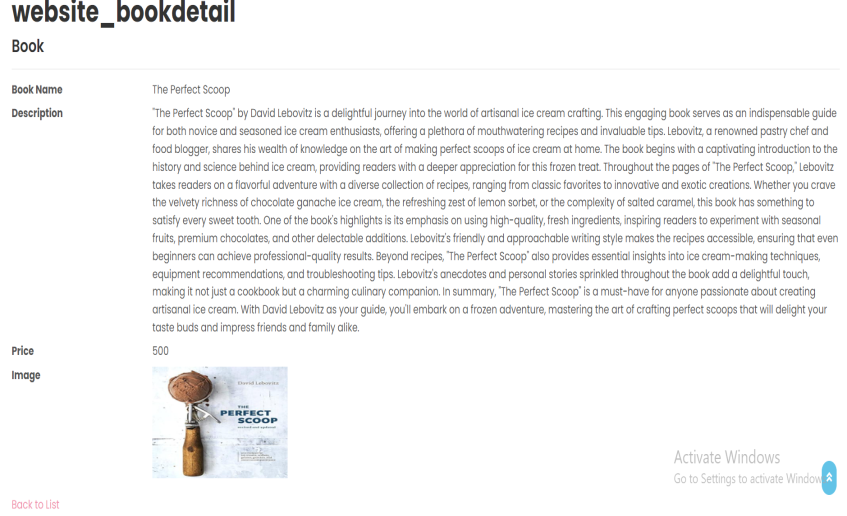 website_bookdetail
Book
Book Name The Perfect Scoop
Description "The Perfect Scoop" by David Lebovitz is a delightful journey into the world of artisanal ice cream crafting. This engaging book serves as an indispensable guide
for both novice and seasoned ice cream enthusiasts, offering a plethora of mouthwatering recipes and invaluable tips. Lebovitz, a renowned pastry chef and
food blogger, shares his wealth of knowledge on the art of making perfect scoops of ice cream at home. The book begins with a captivating introduction to the
history and science behind ice cream, providing readers with a deeper appreciation for this frozen treat. Throughout the pages of "The Perfect Scoop," Lebovitz
takes readers on a flavorful adventure with a diverse collection of recipes, ranging from classic favorites to innovative and exotic creations. Whether you crave
the velvety richness of chocolate ganache ice cream, the refreshing zest of lemon sorbet, or the complexity of salted caramel, this book has something to
satisfy every sweet tooth. One of the book's highlights is its emphasis on using high-quality, fresh ingredients, inspiring readers to experiment with seasonal
fruits, premium chocolates, and other delectable additions. Lebovitz's friendly and approachable writing style makes the recipes accessible, ensuring that even
beginners can achieve professional-quality results. Beyond recipes, "The Perfect Scoop" also provides essential insights into ice cream-making techniques,
equipment recommendations, and troubleshooting tips. Lebovitz's anecdotes and personal stories sprinkled throughout the book add a delightful touch,
making it not just a cookbook but a charming culinary companion. In summary, "The Perfect Scoop" is a must-have for anyone passionate about creating
artisanal ice cream. With David Lebovitz as your guide, you'll embark on a frozen adventure, mastering the art of crafting perfect scoops that will delight your
taste buds and impress friends and family alike.
Price 500
Image
David Lebovitz
THE
PERFECT
SCOOP
Activate Windows
Go to Settings to activate Window
Back to List